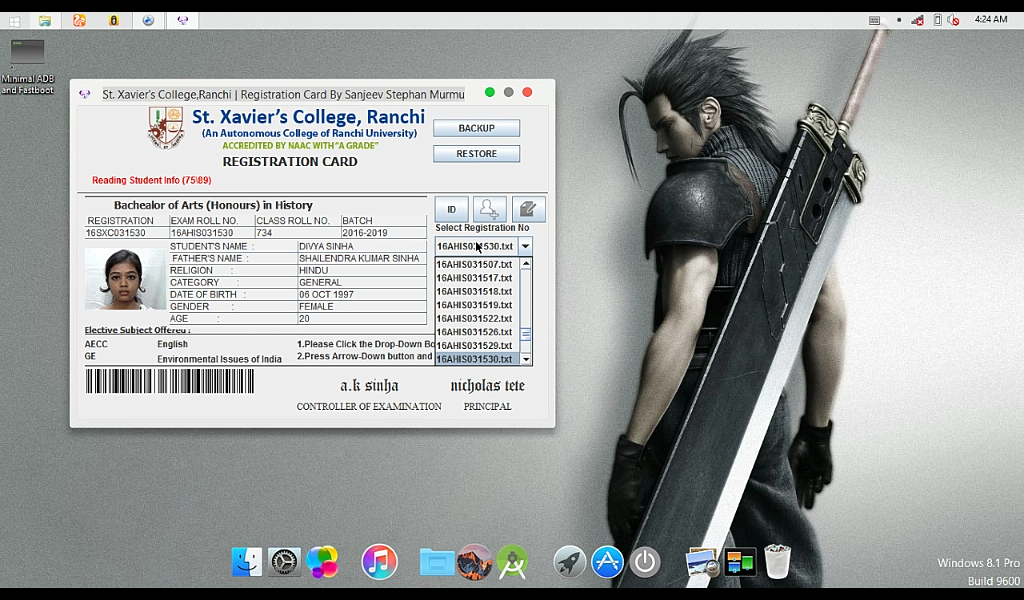 4:24 AM
Minimal ADB
and Fastboot
St. Xavier's College,Ranchi | Registration Card By Sanjeev Stephan Murmu
St. Xavier's College, Ranchi
(An Autonomous College of Ranchi University)
ACCREDITED BY NAAC WITH "A GRADE"
REGISTRATION CARD
BACKUP
RESTORE
Reading Student Info (75\89)
Bachealor of Arts (Honours) in History
ID
Select Registration No
REGISTRATION EXAM ROLL NO. CLASS ROLL NO. BATCH
16SXC031530 16AHIS031530 734 2016-2019
STUDENT'S NAME : DIVYA SINHA
FATHER'S NAME : SHAILENDRA KUMAR SINHA
RELIGION : HINDU
CATEGORY : GENERAL
DATE OF BIRTH : 06 OCT 1997
GENDER : FEMALE
AGE : 20
16AHIS031530.txt
16AHIS031507.txt
16AHIS031517.txt
16AHIS031518.txt
16AHIS031519.txt
16AHIS031522.txt
16AHIS031526.txt
16AHIS031529.txt
16AHIS031530.txt
Elective Subject Offered :
AECC English 1.Please Click the Drop-Down Bo
GE Environmental Issues of India 2.Press Arrow-Down button and
a.k sinha nicholas tete
CONTROLLER OF EXAMINATION PRINCIPAL
Windows 8.1 Pro
Build 9600